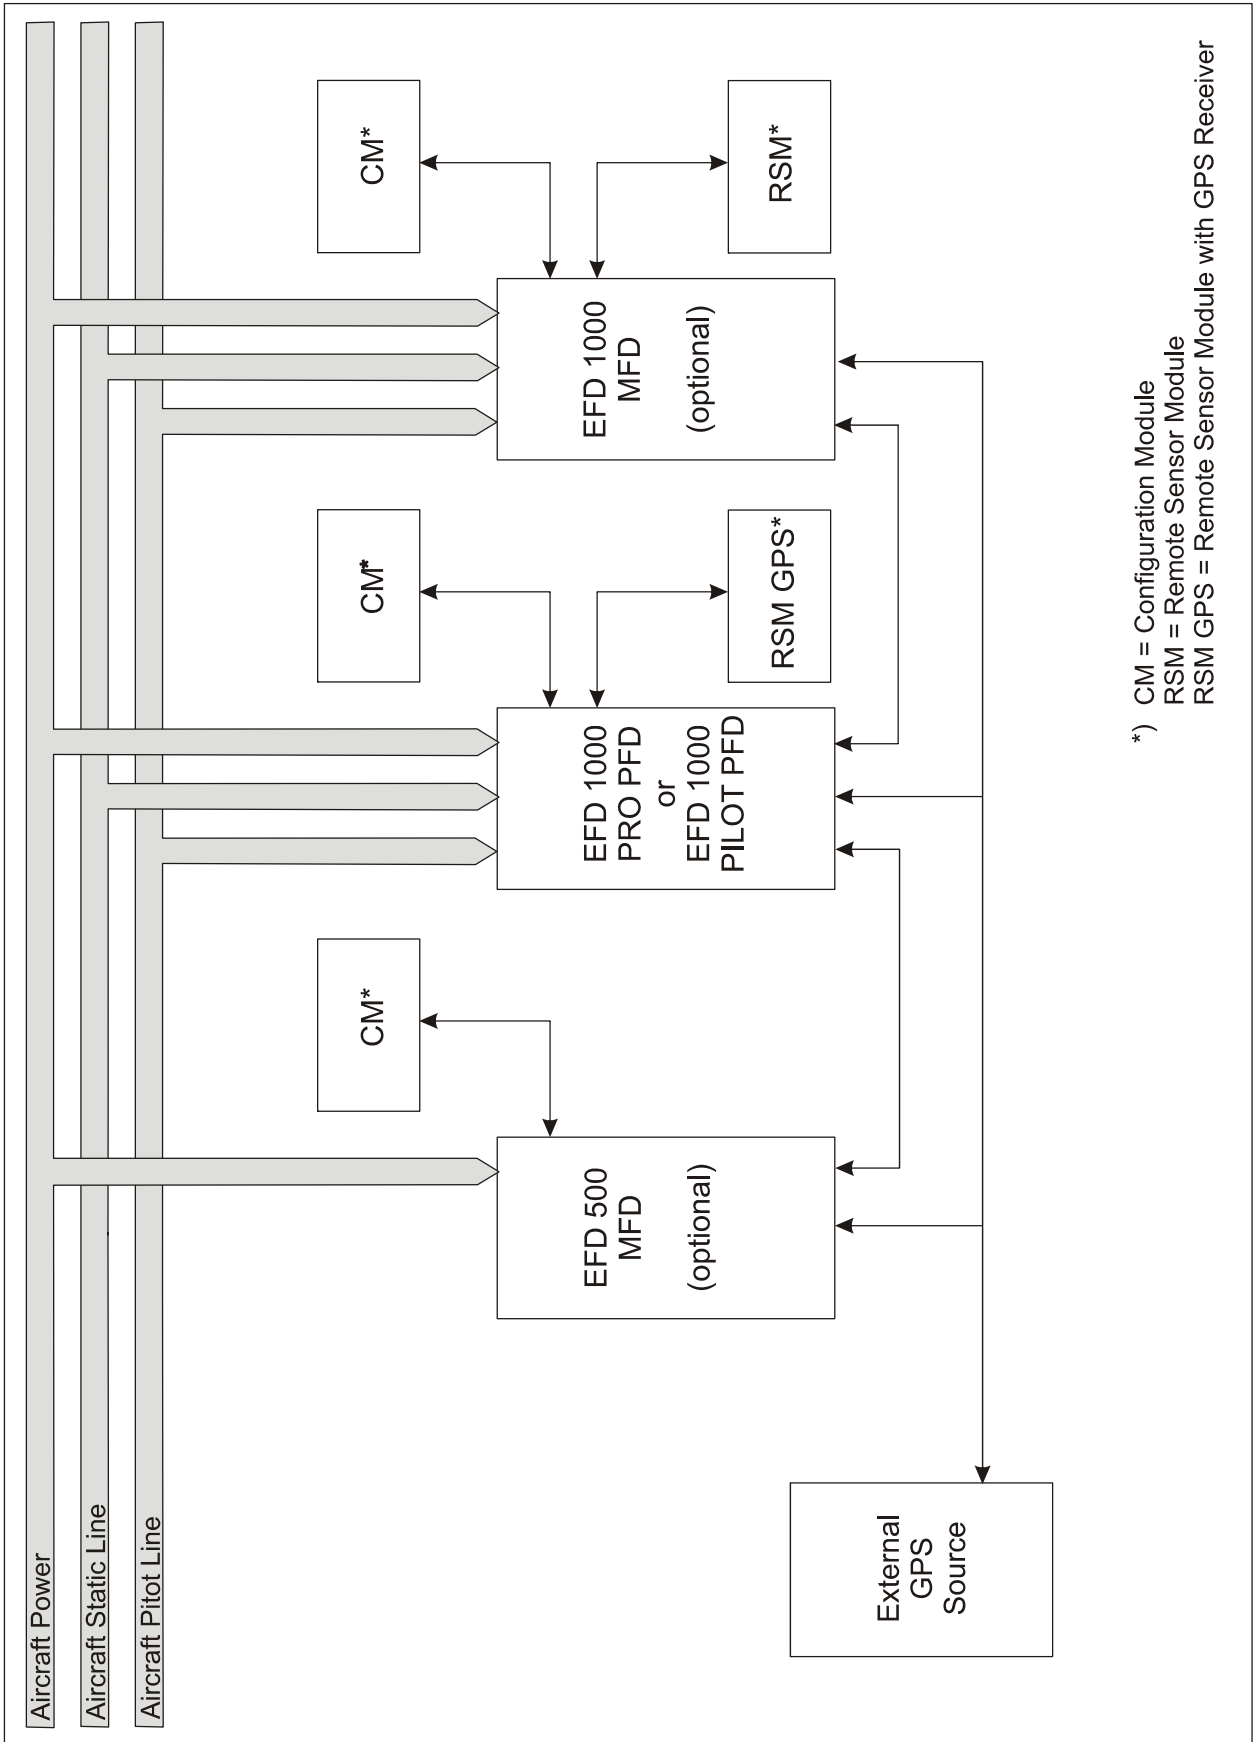 Aircraft Power
Aircraft Static Line
Aircraft Pitot Line
CM*
CM*
CM*
EFD 500
MFD
(optional)
EFD 1000
PRO PFD
or
EFD 1000
PILOT PFD
EFD 1000
MFD
(optional)
RSM GPS*
RSM*
External
GPS
Source
*) CM = Configuration Module
RSM = Remote Sensor Module
RSM GPS = Remote Sensor Module with GPS Receiver